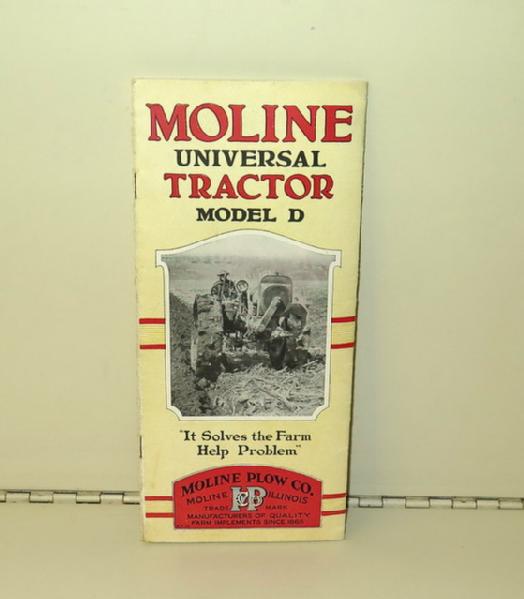 MOLINE
UNIVERSAL
TRACTOR
MODEL D
"It Solves the Farm
Help Problem"
MOLINE PLOW CO.
MOLINE ILLINOIS
TRADE MARK
MANUFACTURERS OF QUALITY
FARM IMPLEMENTS SINCE 1865